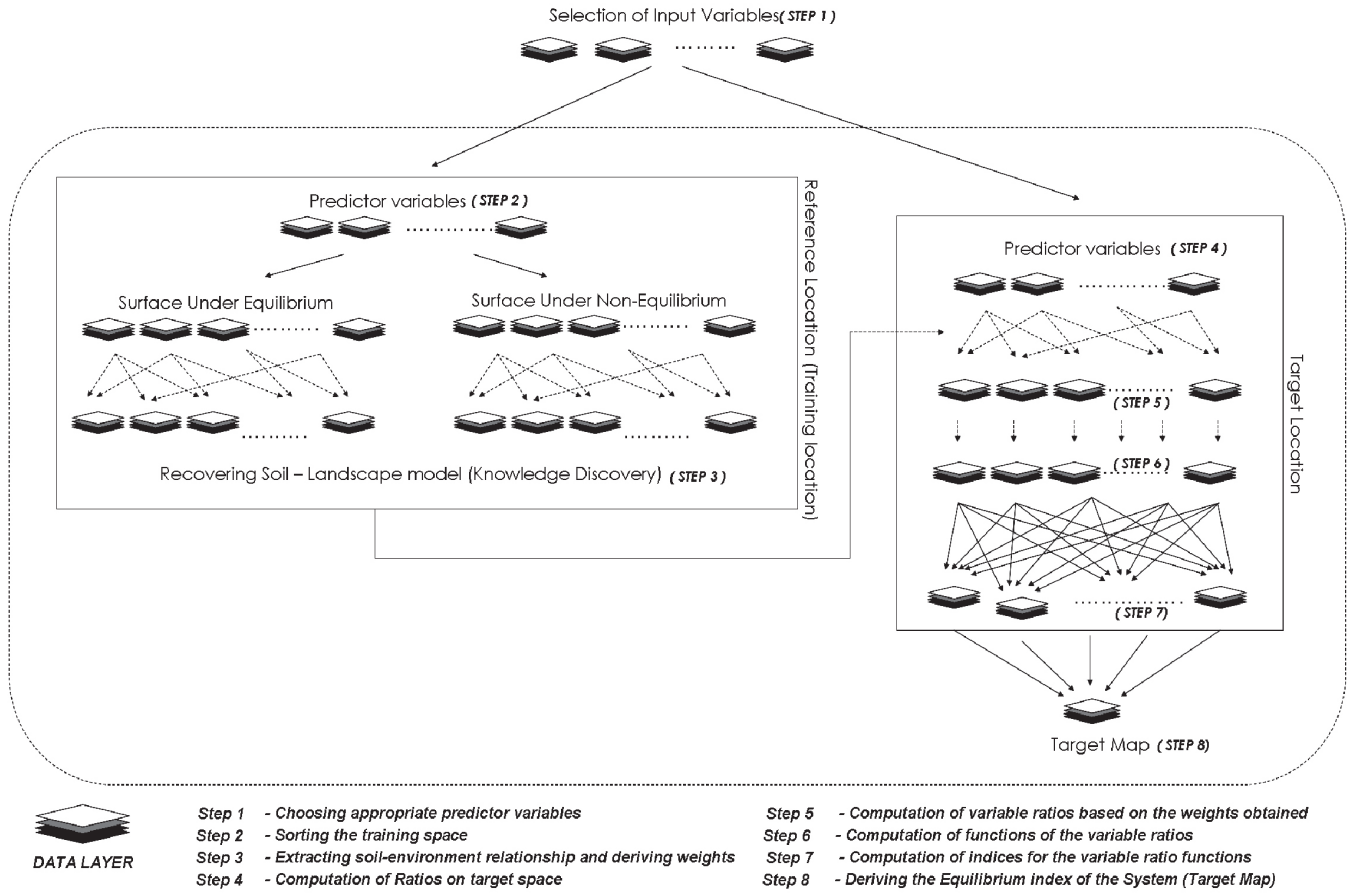 Selection of Input Variables( STEP 1 )
Predictor variables ( STEP 2 )
Surface Under Equilibrium
Surface Under Non-Equilibrium
Recovering Soil – Landscape model (Knowledge Discovery) ( STEP 3 )
Reference Location (Training location)
Predictor variables ( STEP 4 )
(STEP 5 )
(STEP 6 )
(STEP 7)
Target Location
Target Map ( STEP 8)
DATA LAYER
Step 1 - Choosing appropriate predictor variables
Step 2 - Sorting the training space
Step 3 - Extracting soil-environment relationship and deriving weights
Step 4 - Computation of Ratios on target space
Step 5 - Computation of variable ratios based on the weights obtained
Step 6 - Computation of functions of the variable ratios
Step 7 - Computation of indices for the variable ratio functions
Step 8 - Deriving the Equilibrium index of the System (Target Map)